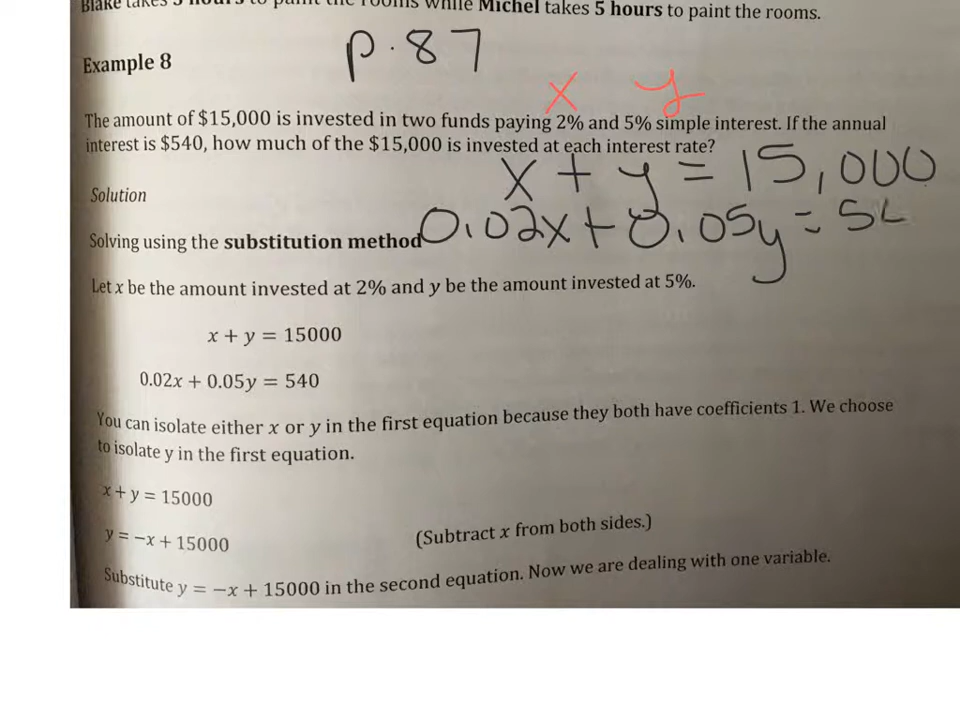 Blake takes 3 hours to paint the rooms while Michel takes 5 hours to paint the rooms.
Example 8
p. 87
x y
The amount of $15,000 is invested in two funds paying 2% and 5% simple interest. If the annual
interest is $540, how much of the $15,000 is invested at each interest rate?
x + y = 15,000
Solution
0.02x + 0.05y = 54
Solving using the substitution method
Let x be the amount invested at 2% and y be the amount invested at 5%.
x + y = 15000
0.02x + 0.05y = 540
You can isolate either x or y in the first equation because they both have coefficients 1. We choose
to isolate y in the first equation.
x + y = 15000
y = −x + 15000 (Subtract x from both sides.)
Substitute y = −x + 15000 in the second equation. Now we are dealing with one variable.